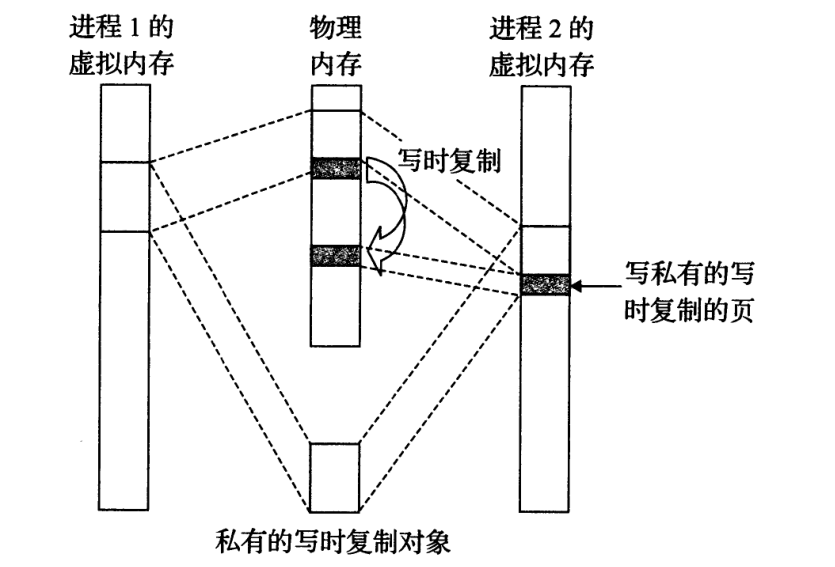 进程 1 的
虚拟内存
物理
内存
进程 2 的
虚拟内存
写时复制
写私有的写
时复制的页
私有的写时复制对象